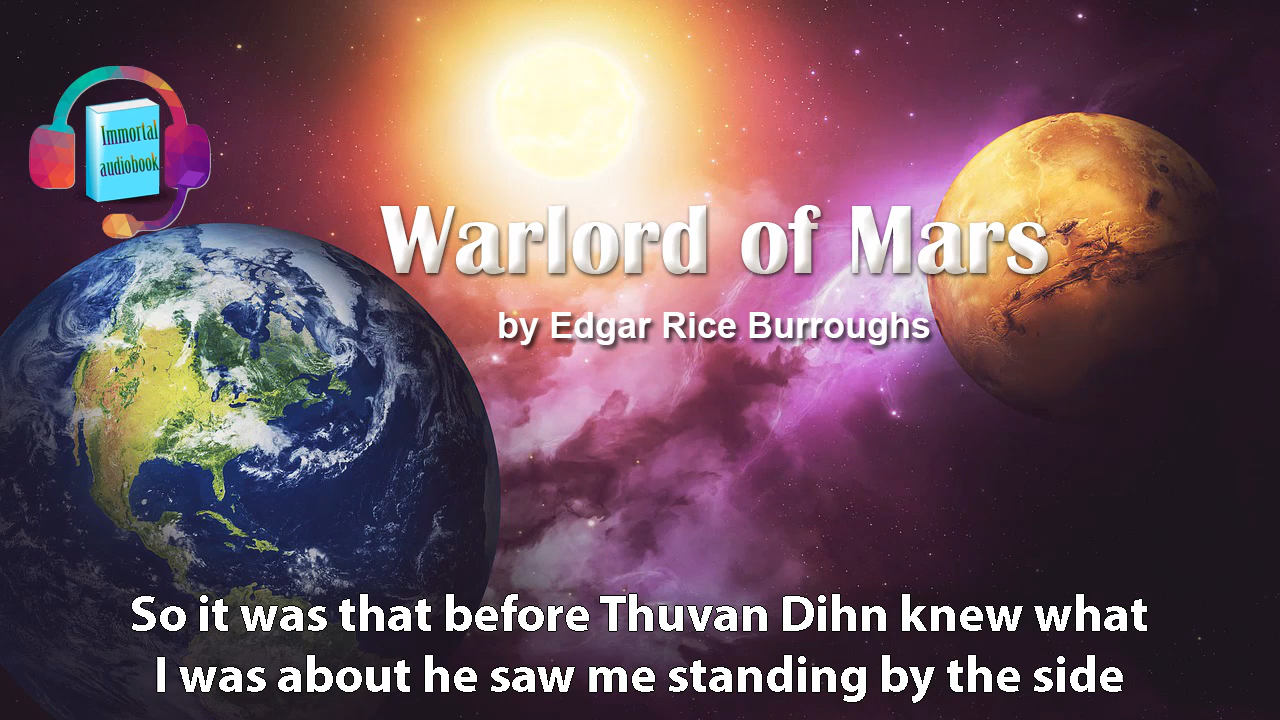 Immortal
audiobook
Warlord of Mars
by Edgar Rice Burroughs
So it was that before Thuvan Dihn knew what
I was about he saw me standing by the side